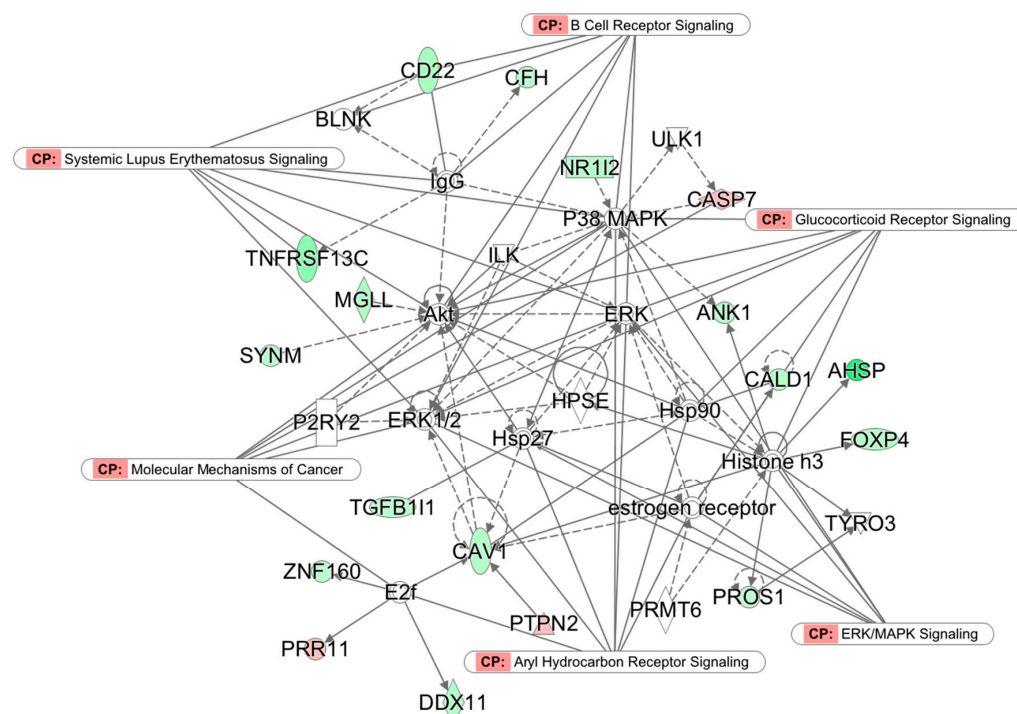 CP: B Cell Receptor Signaling
CD22
CFH
BLNK
ULK1
CP: Systemic Lupus Erythematosus Signaling
NR1I2
IgG
CASP7
P38 MAPK
CP: Glucocorticoid Receptor Signaling
TNFRSF13C
ILK
MGLL
Akt
ERK
ANK1
SYNM
CALD1
AHSP
HPSE
Hsp90
P2RY2
ERK1/2
Hsp27
FOXP4
Histone h3
CP: Molecular Mechanisms of Cancer
TGFB1I1
estrogen receptor
TYRO3
CAV1
ZNF160
E2f
PROS1
PRMT6
PTPN2
CP: ERK/MAPK Signaling
PRR11
CP: Aryl Hydrocarbon Receptor Signaling
DDX11